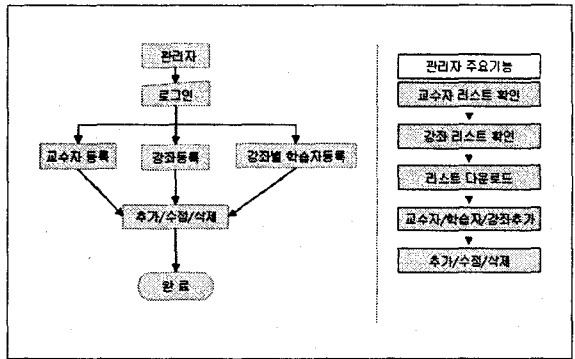 관리자
로그인
교수자 등록
강좌등록
강좌별 학습자등록
추가/수정/삭제
완 료
관리자 주요기능
교수자 리스트 확인
강좌 리스트 확인
리스트 다운로드
교수자/학습자/강좌추가
추가/수정/삭제